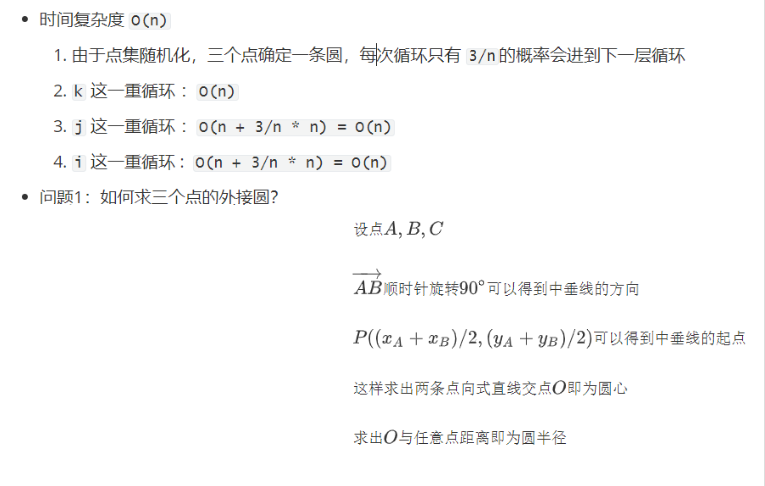 时间复杂度 O(n)
1. 由于点集随机化，三个点确定一条圆，每次循环只有 3/n 的概率会进到下一层循环
2. k 这一重循环： O(n)
3. j 这一重循环： O(n + 3/n * n) = O(n)
4. i 这一重循环：O(n + 3/n * n) = O(n)
问题1：如何求三个点的外接圆？
设点A, B, C
$\overrightarrow{AB}$顺时针旋转90°可以得到中垂线的方向
P((x_A + x_B)/2, (y_A + y_B)/2)可以得到中垂线的起点
这样求出两条点向式直线交点O即为圆心
求出O与任意点距离即为圆半径